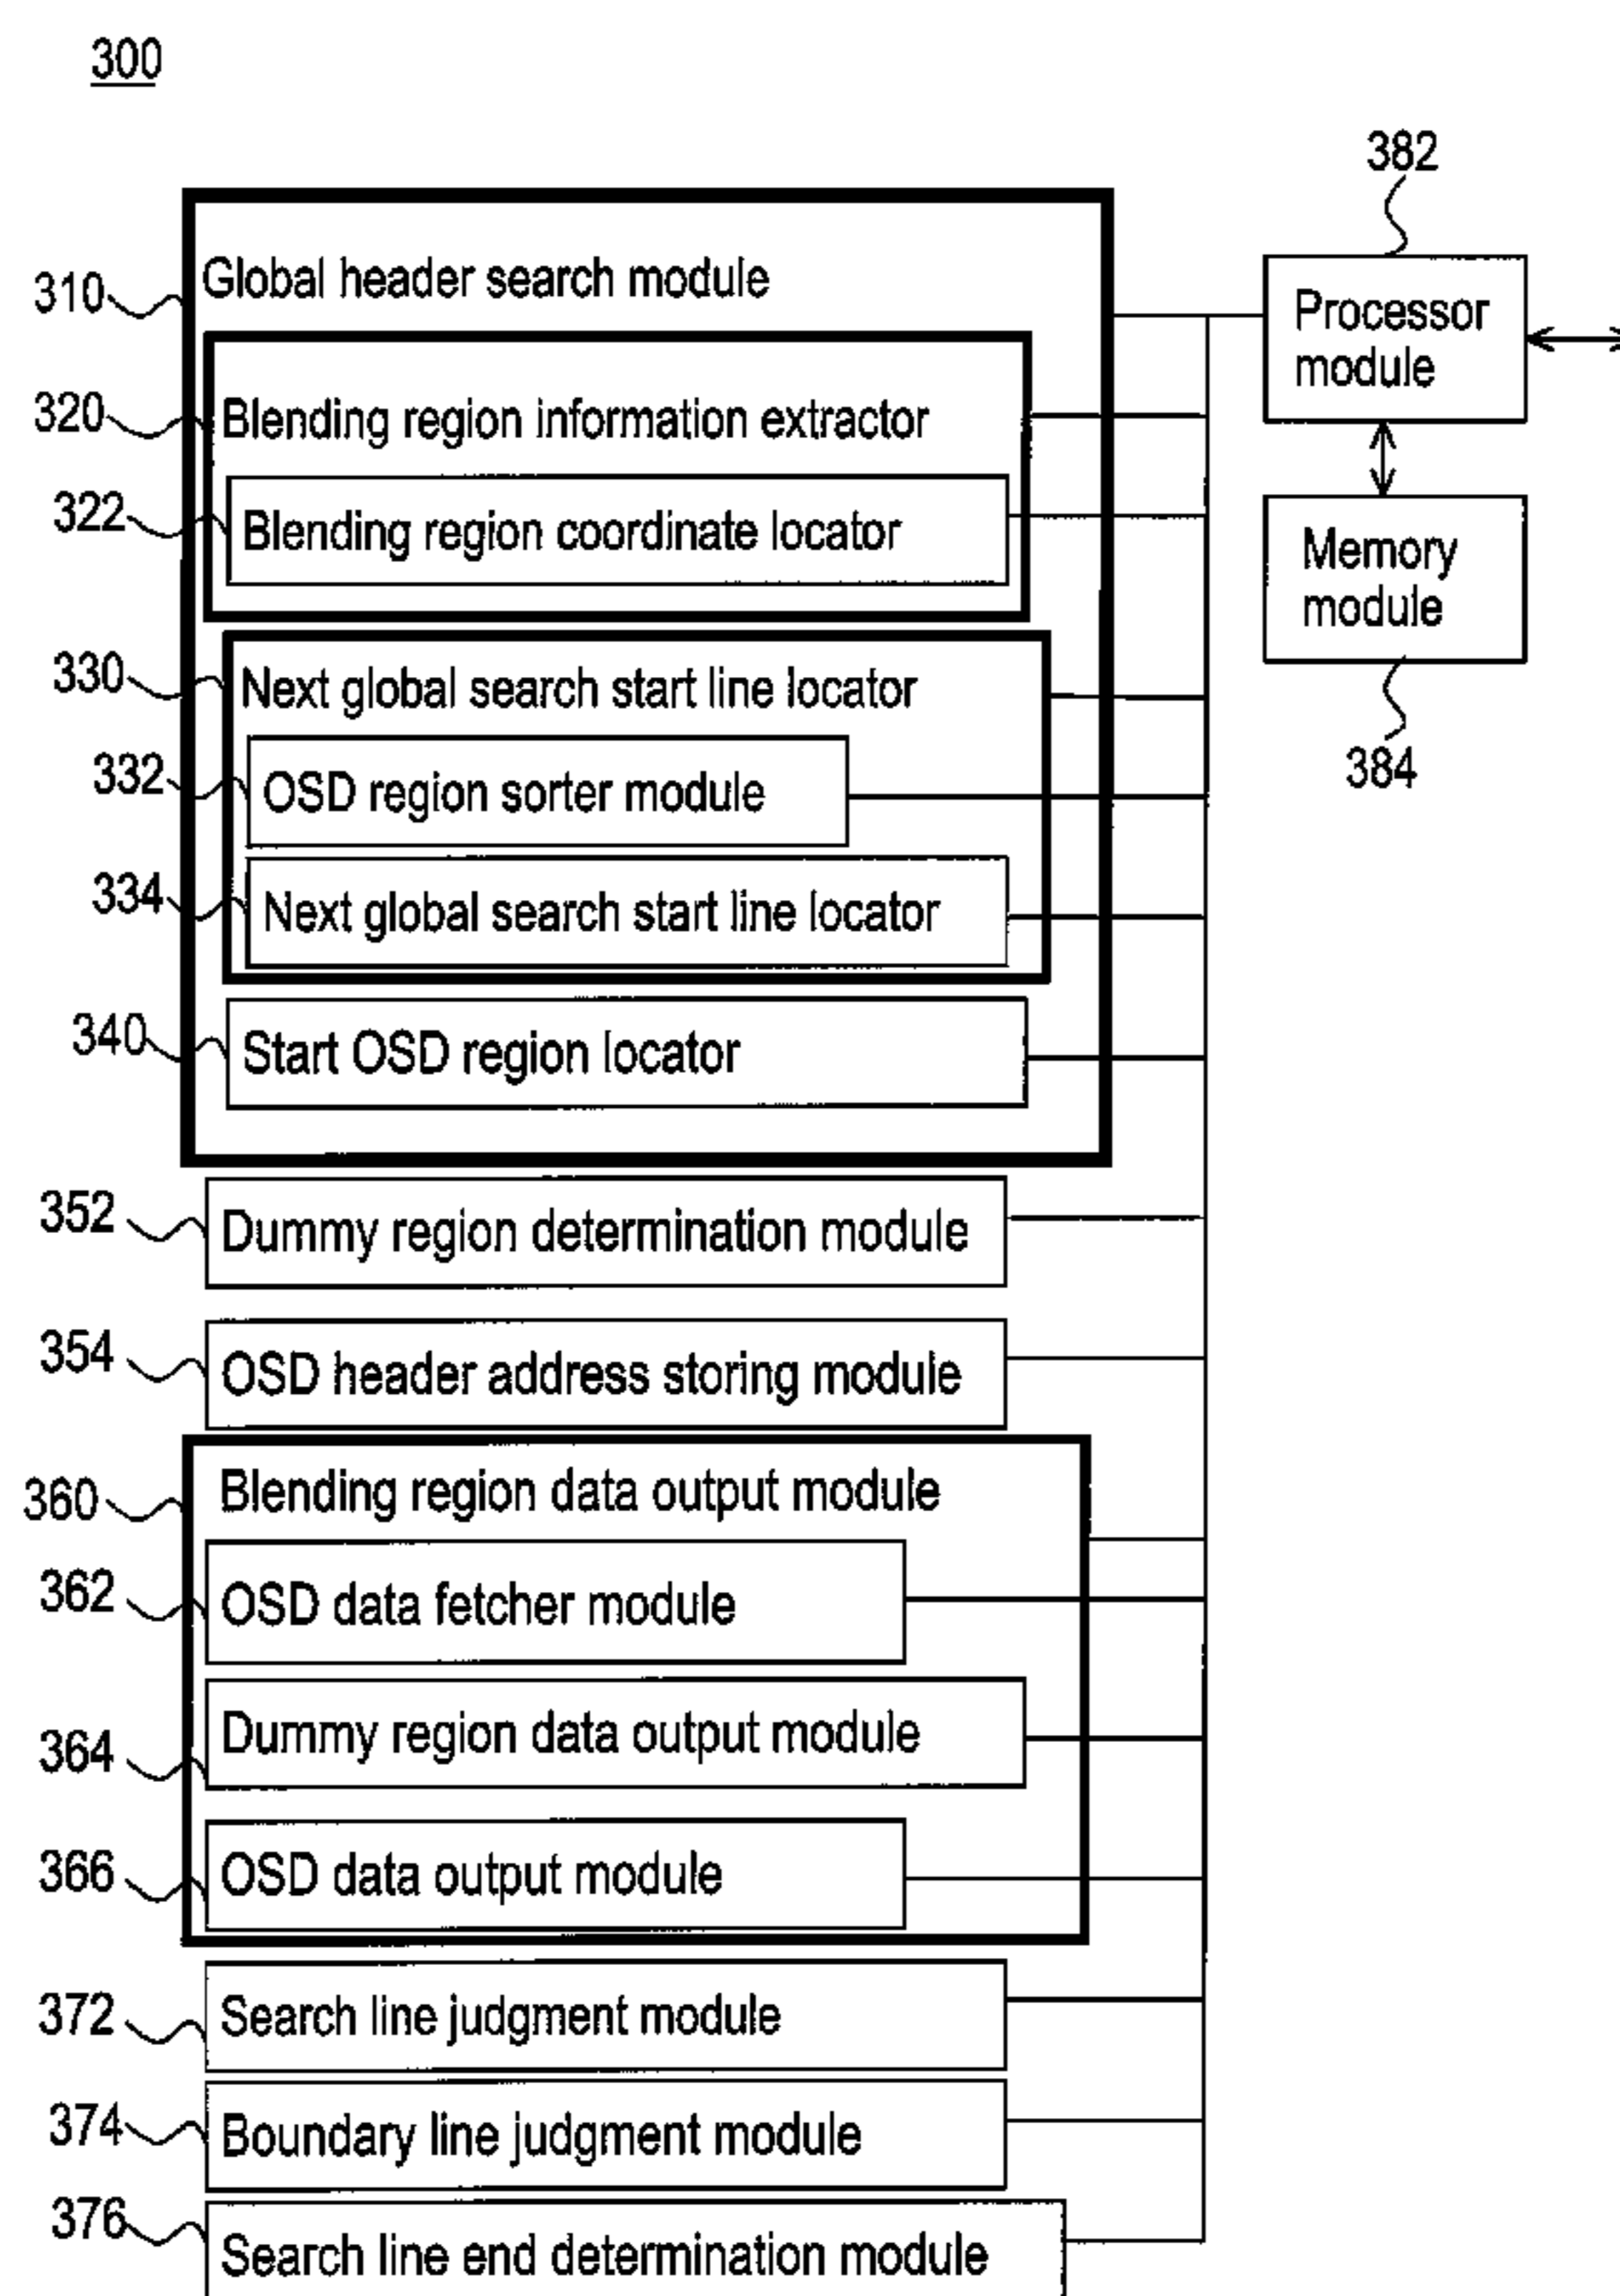 300
382
310
Global header search module
Processor
module
320
Blending region information extractor
322
Blending region coordinate locator
Memory
module
330
Next global search start line locator
384
332
OSD region sorter module
334
Next global search start line locator
340
Start OSD region locator
352
Dummy region determination module
354
OSD header address storing module
360
Blending region data output module
362
OSD data fetcher module
364
Dummy region data output module
366
OSD data output module
372
Search line judgment module
374
Boundary line judgment module
376
Search line end determination module